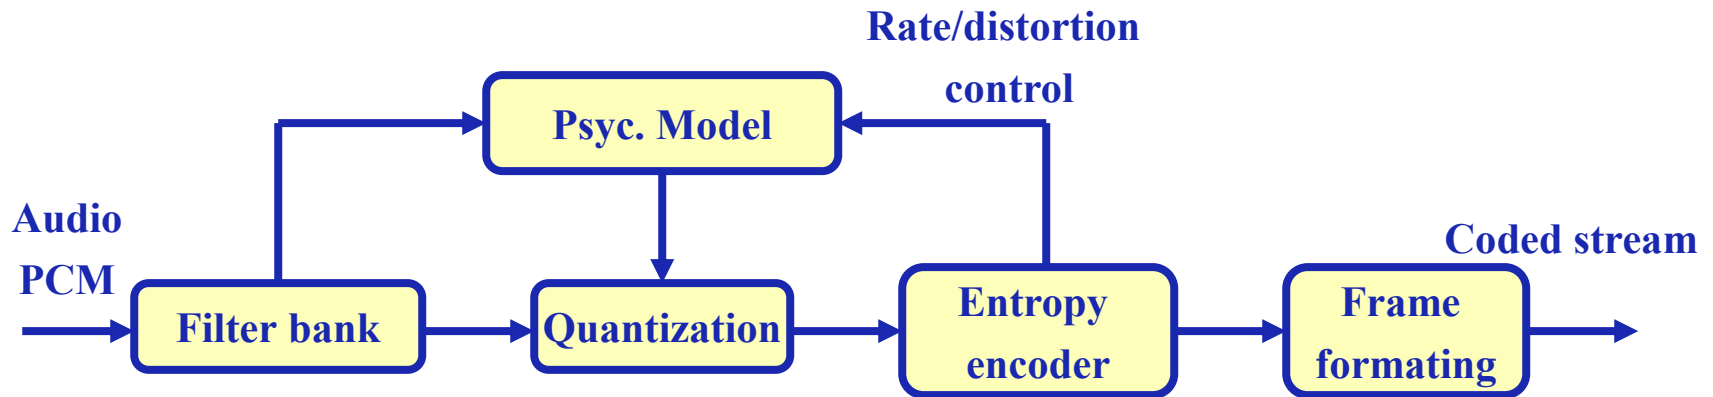 Rate/distortion
control
Psyc. Model
Audio
PCM
Coded stream
Filter bank
Quantization
Entropy
encoder
Frame
formating